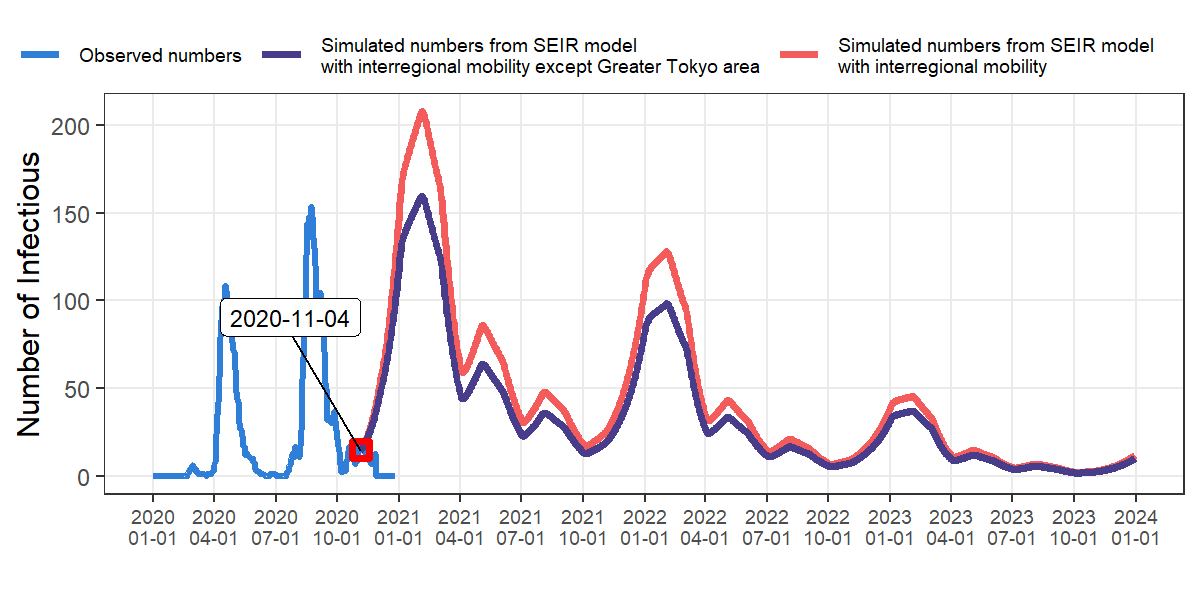 Observed numbers
Simulated numbers from SEIR model
with interregional mobility except Greater Tokyo area
Simulated numbers from SEIR model
with interregional mobility
Number of Infectious
200
150
100
50
0
2020-11-04
2020 2020 2020 2020 2021 2021 2021 2021 2022 2022 2022 2022 2023 2023 2023 2023 2024
01-01 04-01 07-01 10-01 01-01 04-01 07-01 10-01 01-01 04-01 07-01 10-01 01-01 04-01 07-01 10-01 01-01